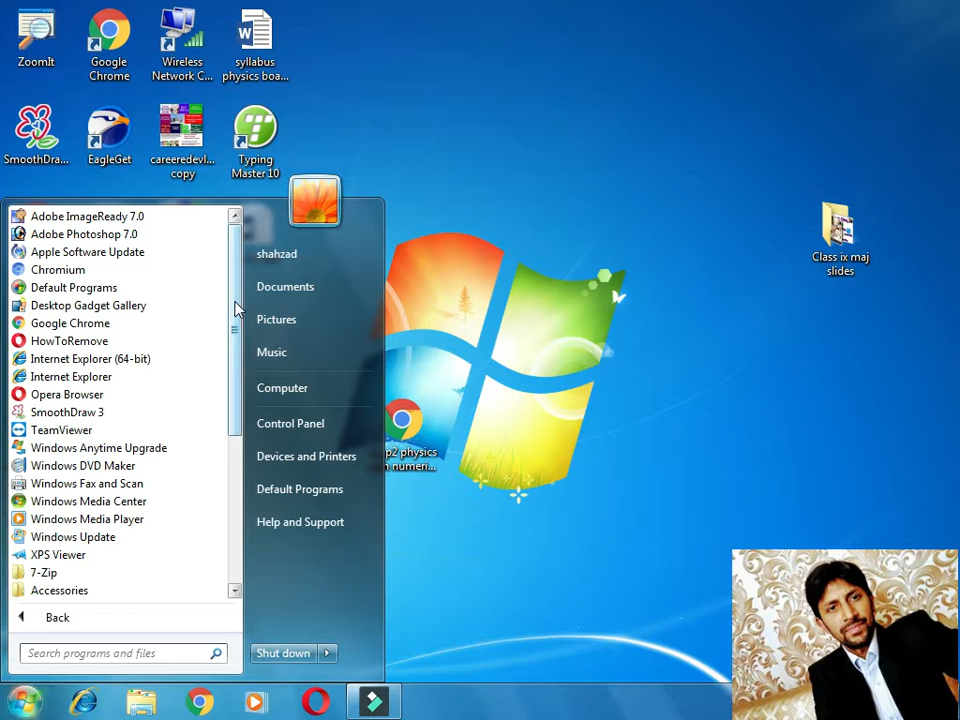 ZoomIt
Google
Chrome
Wireless
Network C...
syllabus
physics boa...
SmoothDra...
EagleGet
careeredevl...
copy
Typing
Master 10
Class ix maj
slides
p2 physics
numeri...
Adobe ImageReady 7.0
Adobe Photoshop 7.0
Apple Software Update
Chromium
Default Programs
Desktop Gadget Gallery
Google Chrome
HowToRemove
Internet Explorer (64-bit)
Internet Explorer
Opera Browser
SmoothDraw 3
TeamViewer
Windows Anytime Upgrade
Windows DVD Maker
Windows Fax and Scan
Windows Media Center
Windows Media Player
Windows Update
XPS Viewer
7-Zip
Accessories
Back
Search programs and files
shahzad
Documents
Pictures
Music
Computer
Control Panel
Devices and Printers
Default Programs
Help and Support
Shut down